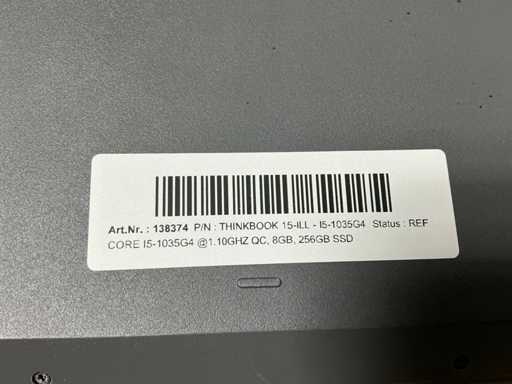 Art.Nr. : 138374 P/N : THINKBOOK 15-ILL - I5-1035G4 Status : REF
CORE I5-1035G4 @1.10GHZ QC, 8GB, 256GB SSD